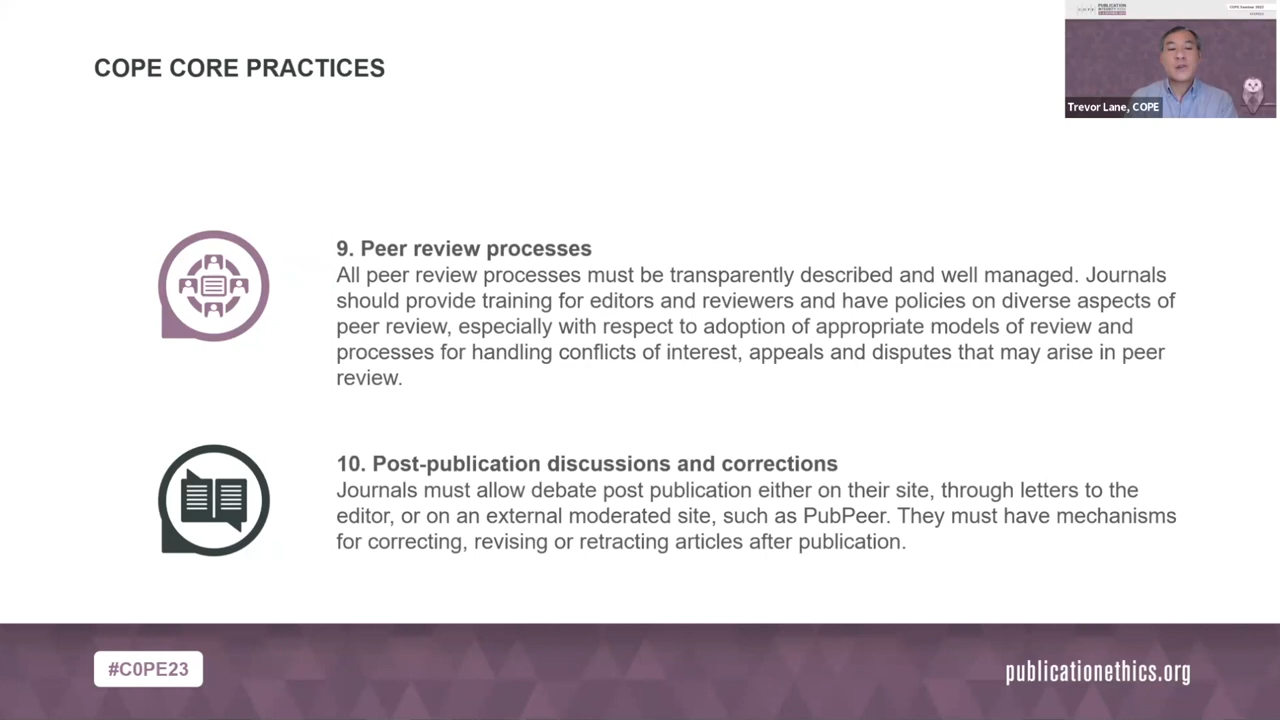 COPE CORE PRACTICES
PUBLICATION
Trevor Lane, COPE
9. Peer review processes
All peer review processes must be transparently described and well managed. Journals
should provide training for editors and reviewers and have policies on diverse aspects of
peer review, especially with respect to adoption of appropriate models of review and
processes for handling conflicts of interest, appeals and disputes that may arise in peer
review.
10. Post-publication discussions and corrections
Journals must allow debate post publication either on their site, through letters to the
editor, or on an external moderated site, such as PubPeer. They must have mechanisms
for correcting, revising or retracting articles after publication.
#C0PE23
publicationethics.org